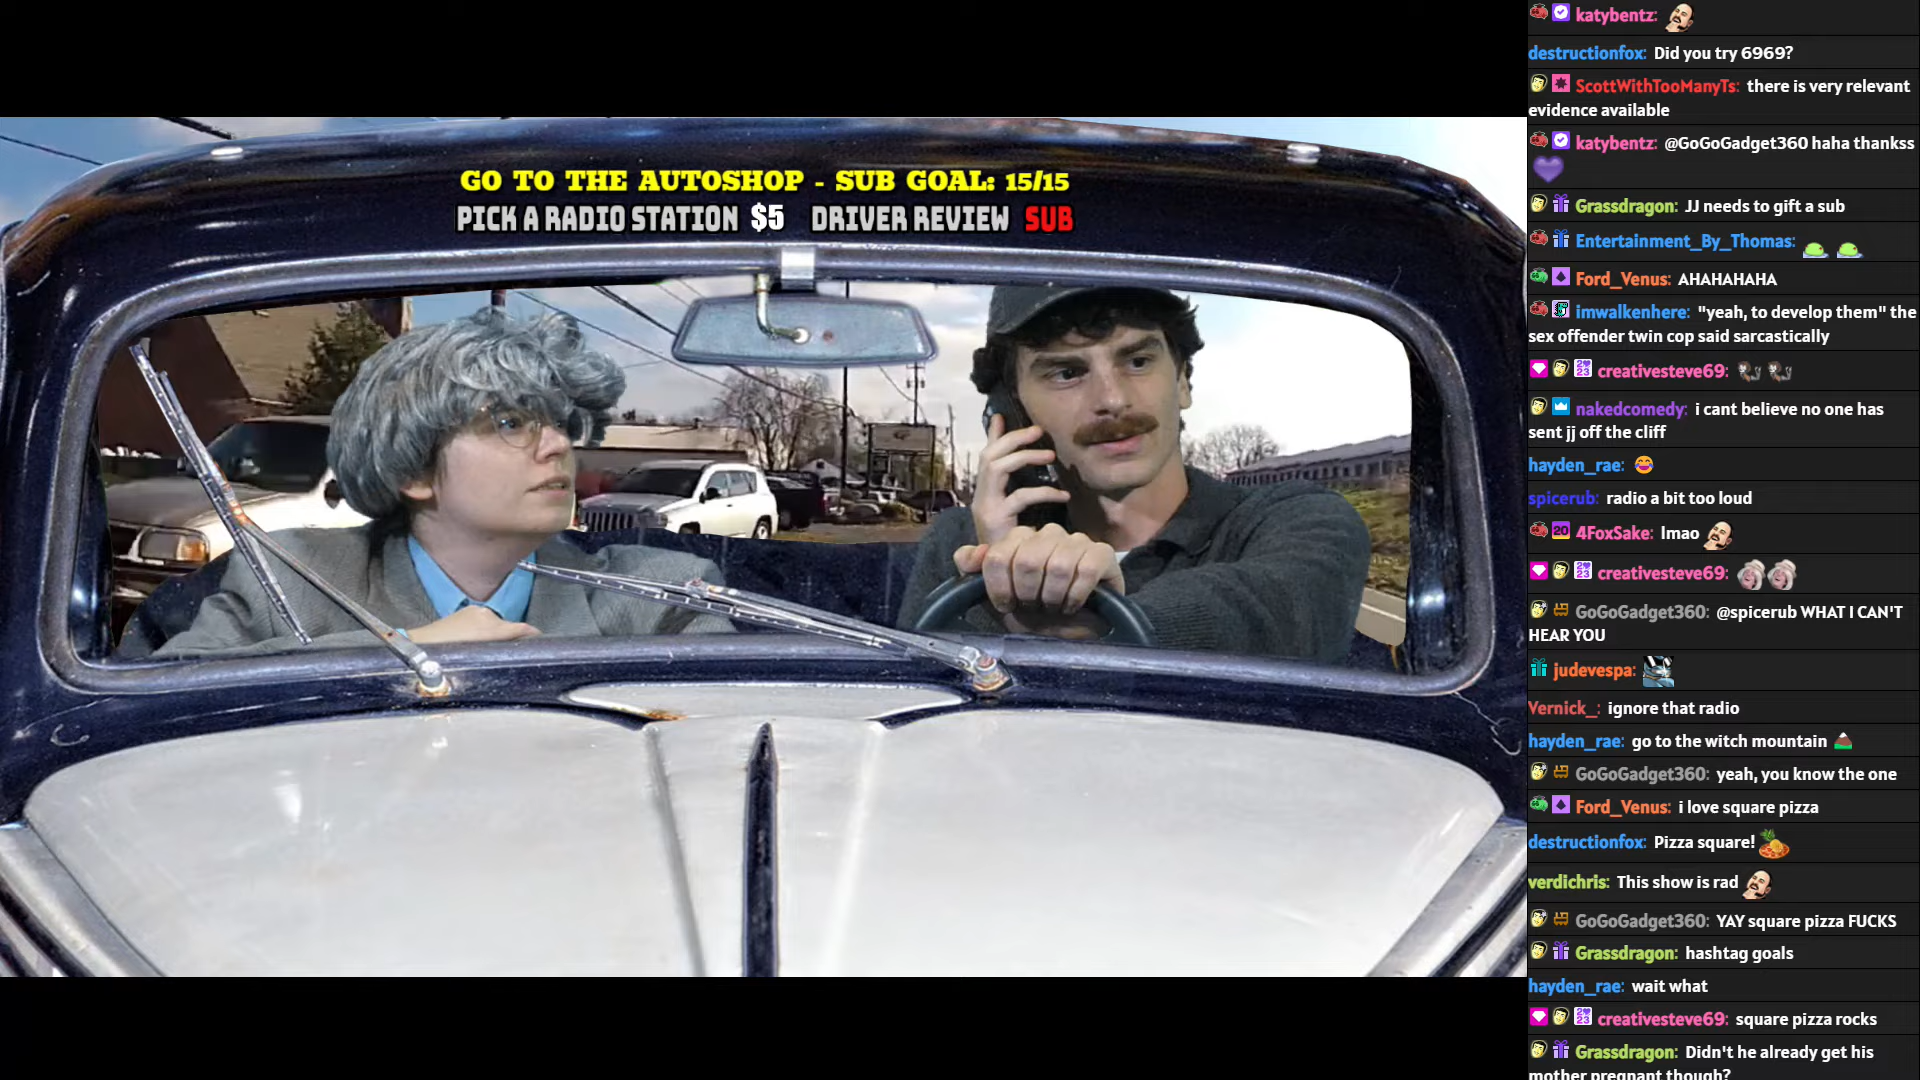 GO TO THE AUTOSHOP - SUB GOAL: 15/15
PICK A RADIO STATION $5 DRIVER REVIEW SUB
katybentz:
destructionfox: Did you try 6969?
ScottWithTooManyTs: there is very relevant
evidence available
katybentz: @GoGoGadget360 haha thankss
Grassdragon: JJ needs to gift a sub
Entertainment_By_Thomas:
Ford_Venus: AHAHAHAHA
imwalkenhere: "yeah, to develop them" the
sex offender twin cop said sarcastically
creativesteve69:
nakedcomedy: i cant believe no one has
sent jj off the cliff
hayden_rae: 😂
spicerub: radio a bit too loud
4FoxSake: lmao
creativesteve69:
GoGoGadget360: @spicerub WHAT I CAN'T
HEAR YOU
judevespa:
Vernick_: ignore that radio
hayden_rae: go to the witch mountain
GoGoGadget360: yeah, you know the one
Ford_Venus: i love square pizza
destructionfox: Pizza square!
verdichris: This show is rad
GoGoGadget360: YAY square pizza FUCKS
Grassdragon: hashtag goals
hayden_rae: wait what
creativesteve69: square pizza rocks
Grassdragon: Didn't he already get his
mother pregnant though?